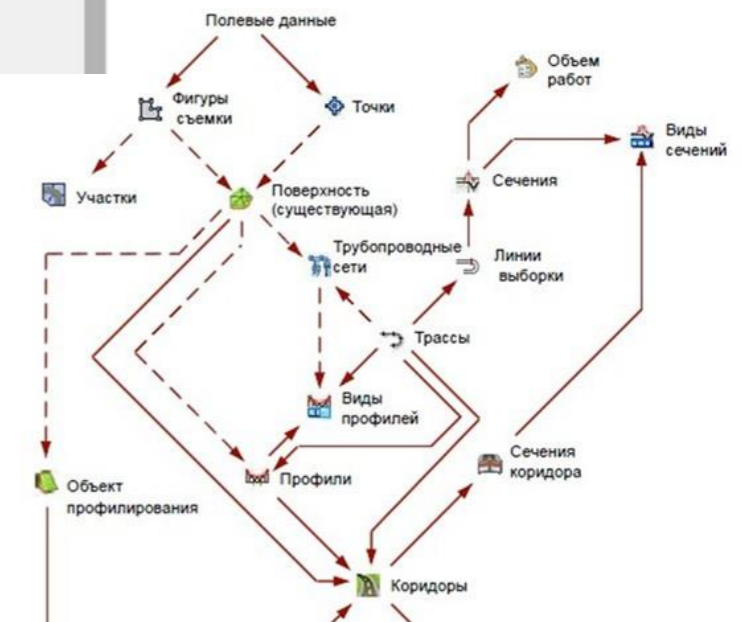 Полевые данные
Объем
работ
Фигуры
съемки
Точки
Виды
сечений
Участки
Поверхность
(существующая)
Сечения
Трубопроводные
сети
Линии
выборки
Трассы
Виды
профилей
Сечения
коридора
Профили
Объект
профилирования
Коридоры